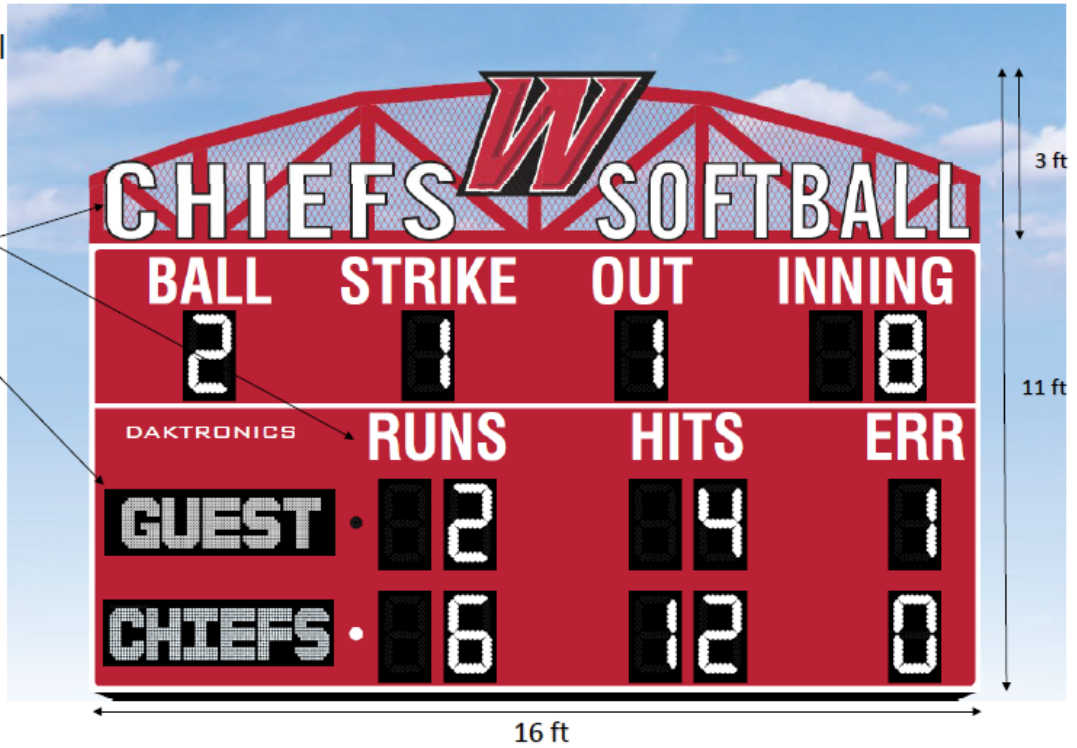 W
CHIEFS SOFTBALL
3 ft
BALL STRIKE OUT INNING
2 1 1 8
11 ft
DAKTRONICS RUNS HITS ERR
GUEST 2 4 1
CHIEFS 6 12 0
16 ft